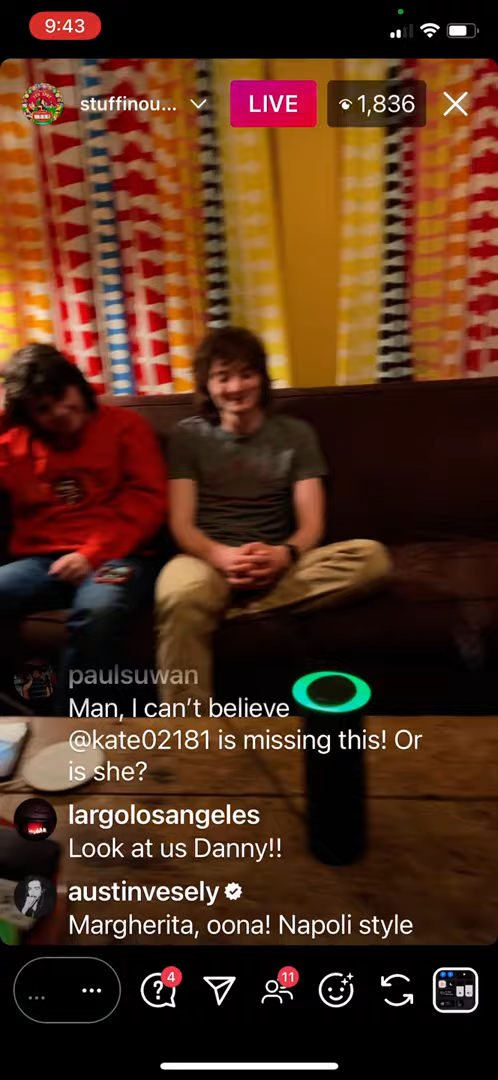 9:43
stuffinou...
LIVE
1,836
paulsuwan
Man, I can’t believe
@kate02181 is missing this! Or
is she?
largolosangeles
Look at us Danny!!
austinvesely
Margherita, oona! Napoli style
...
...
4
11